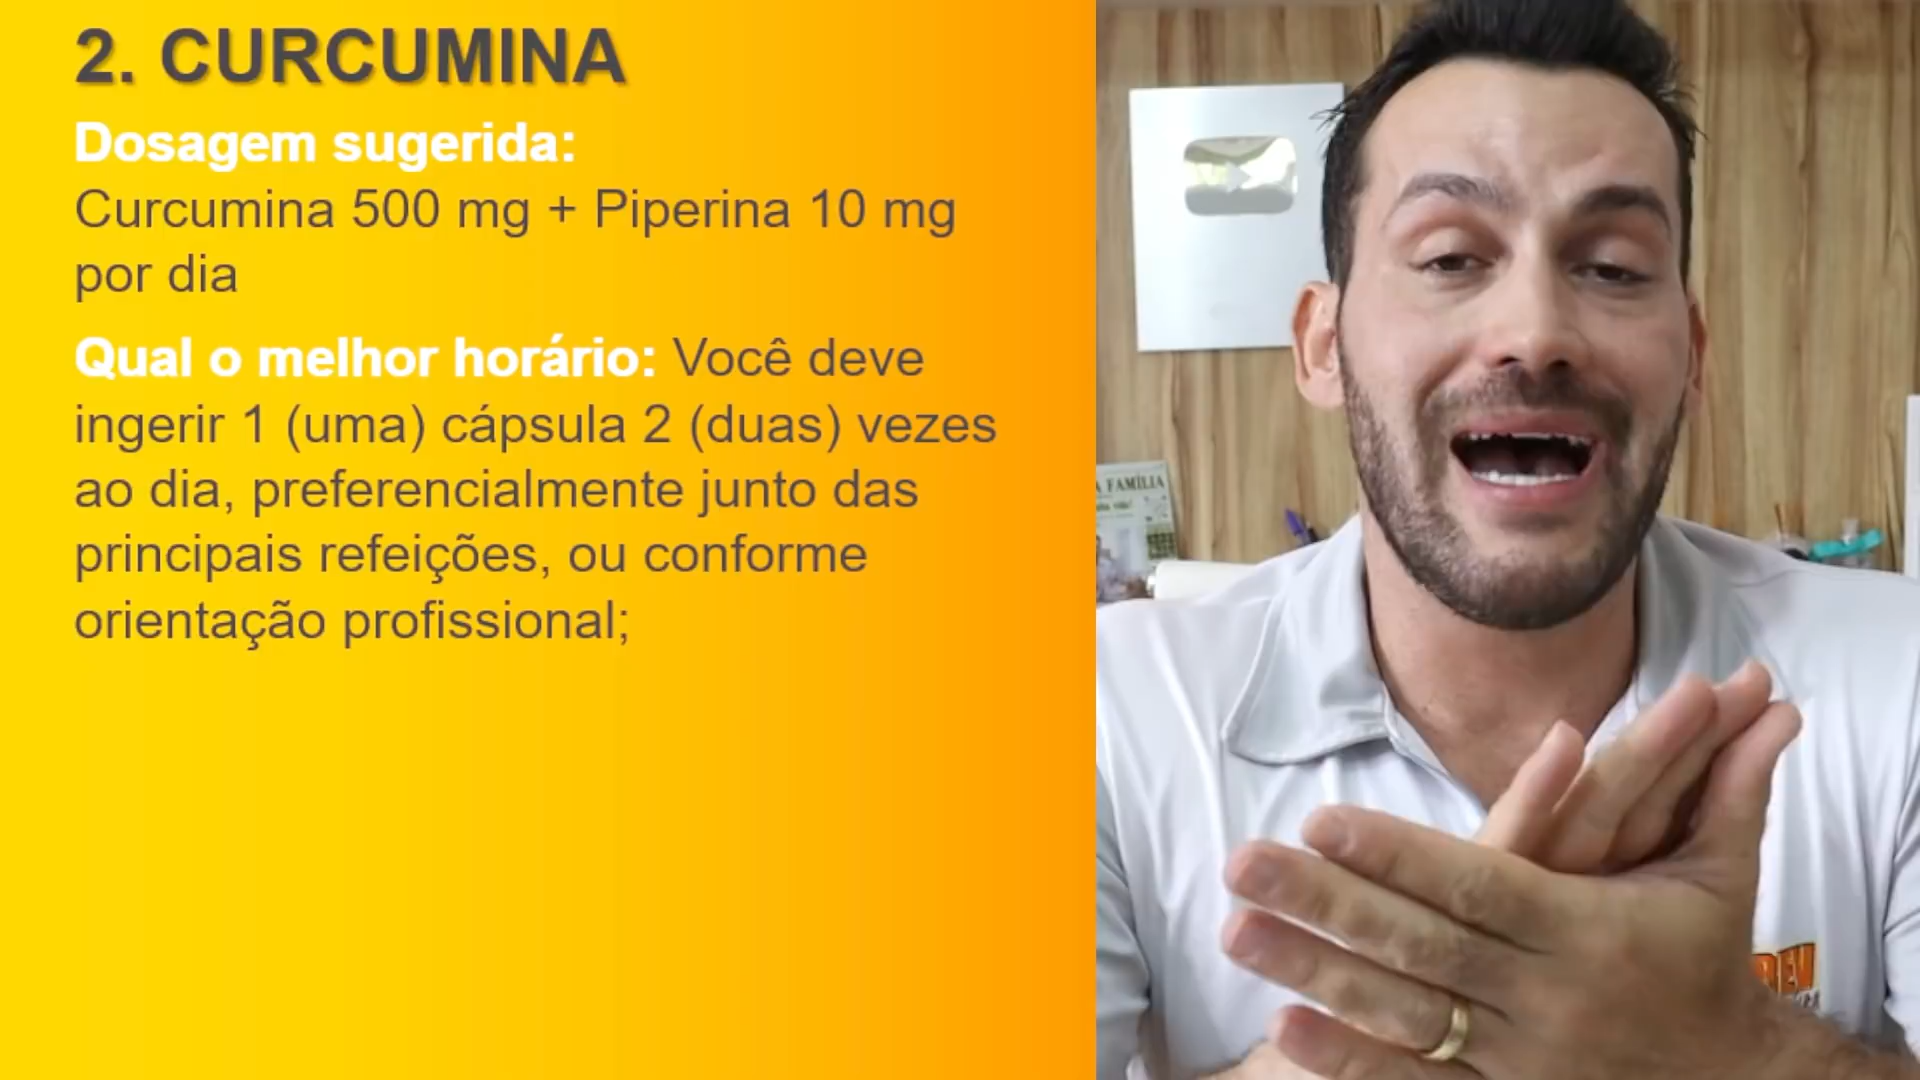 2. CURCUMINA
Dosagem sugerida:
Curcumina 500 mg + Piperina 10 mg
por dia
Qual o melhor horário: Você deve
ingerir 1 (uma) cápsula 2 (duas) vezes
ao dia, preferencialmente junto das
principais refeições, ou conforme
orientação profissional;
A FAMÍLIA